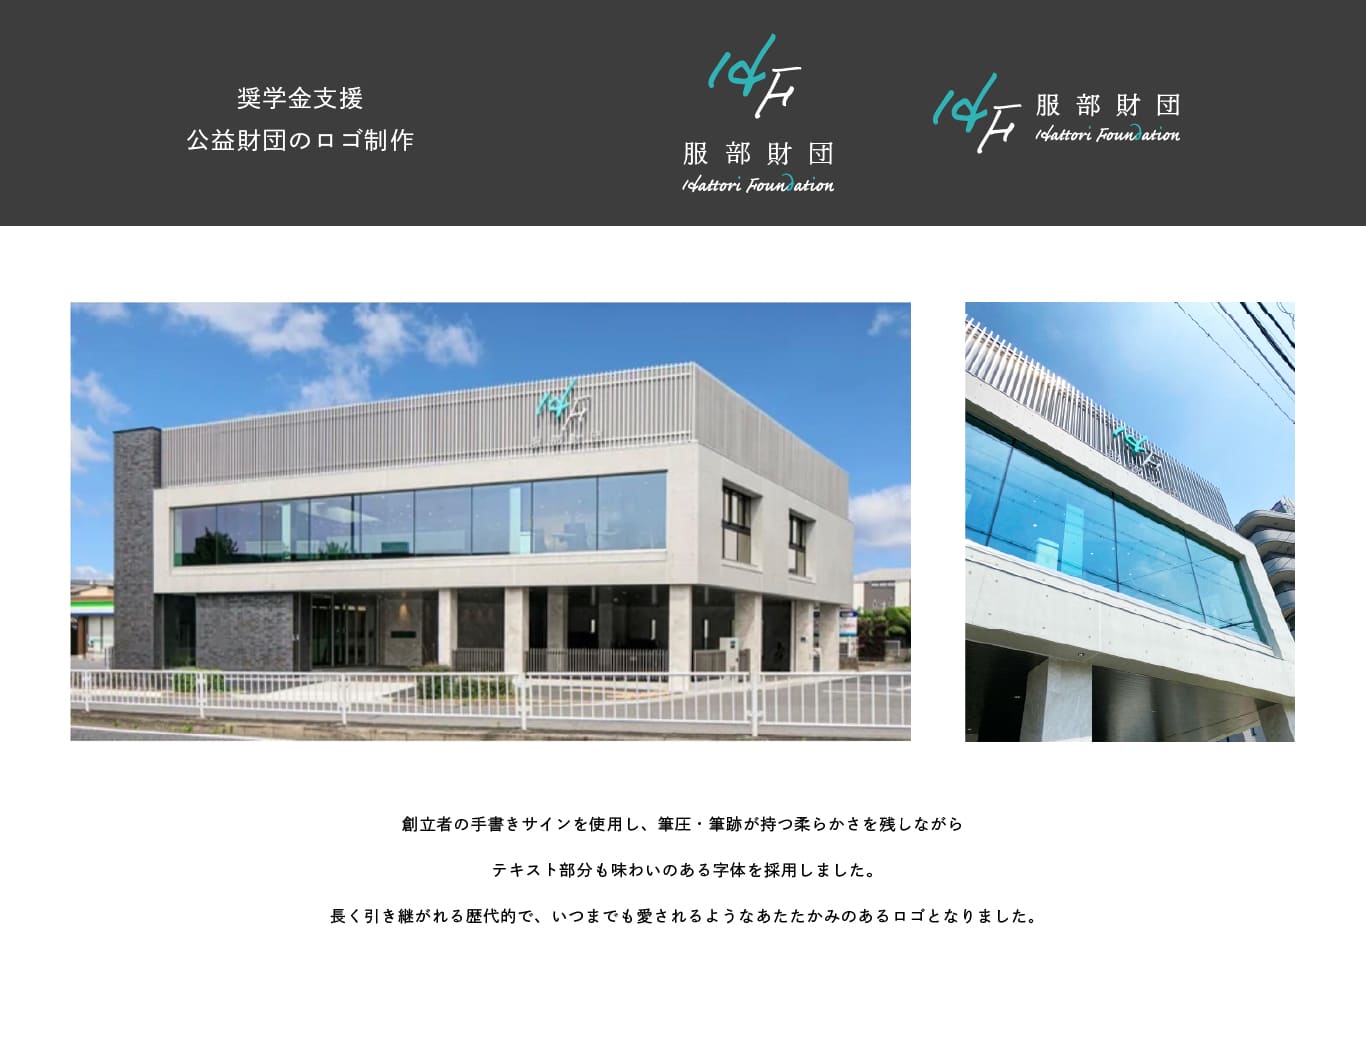 奨学金支援
公益財団のロゴ制作
HF
服部財団
Hattori Foundation
HF
服部財団
Hattori Foundation
HF
HF
創立者の手書きサインを使用し、筆圧・筆跡が持つ柔らかさを残しながら
テキスト部分も味わいのある字体を採用しました。
長く引き継がれる歴代的で、いつまでも愛されるようなあたたかみのあるロゴとなりました。